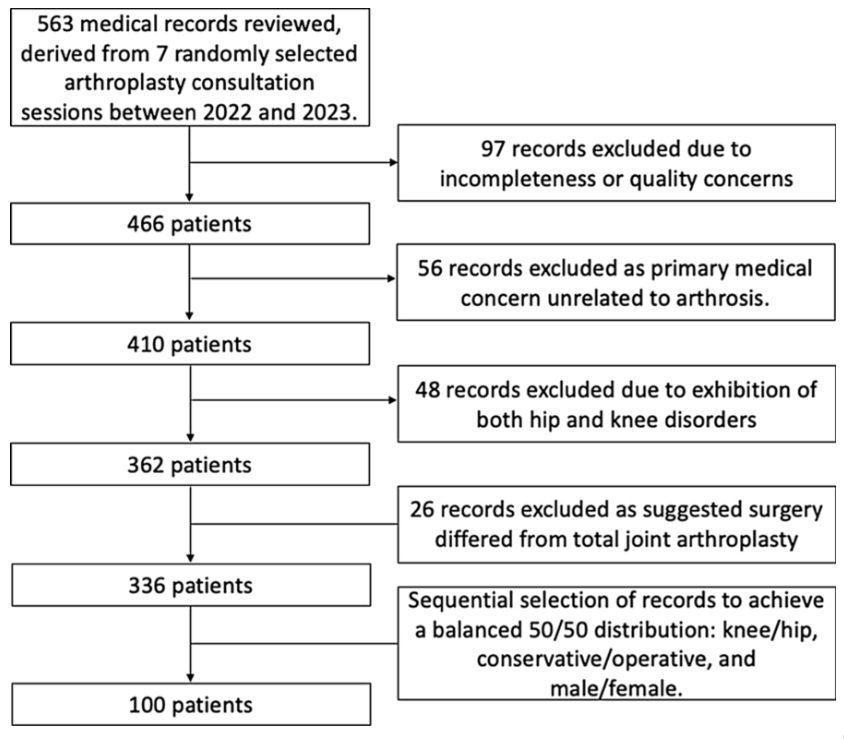 563 medical records reviewed,
derived from 7 randomly selected
arthroplasty consultation
sessions between 2022 and 2023.
97 records excluded due to
incompleteness or quality concerns
466 patients
56 records excluded as primary medical
concern unrelated to arthrosis.
410 patients
48 records excluded due to exhibition of
both hip and knee disorders
362 patients
26 records excluded as suggested surgery
differed from total joint arthroplasty
336 patients
Sequential selection of records to achieve
a balanced 50/50 distribution: knee/hip,
conservative/operative, and
male/female.
100 patients